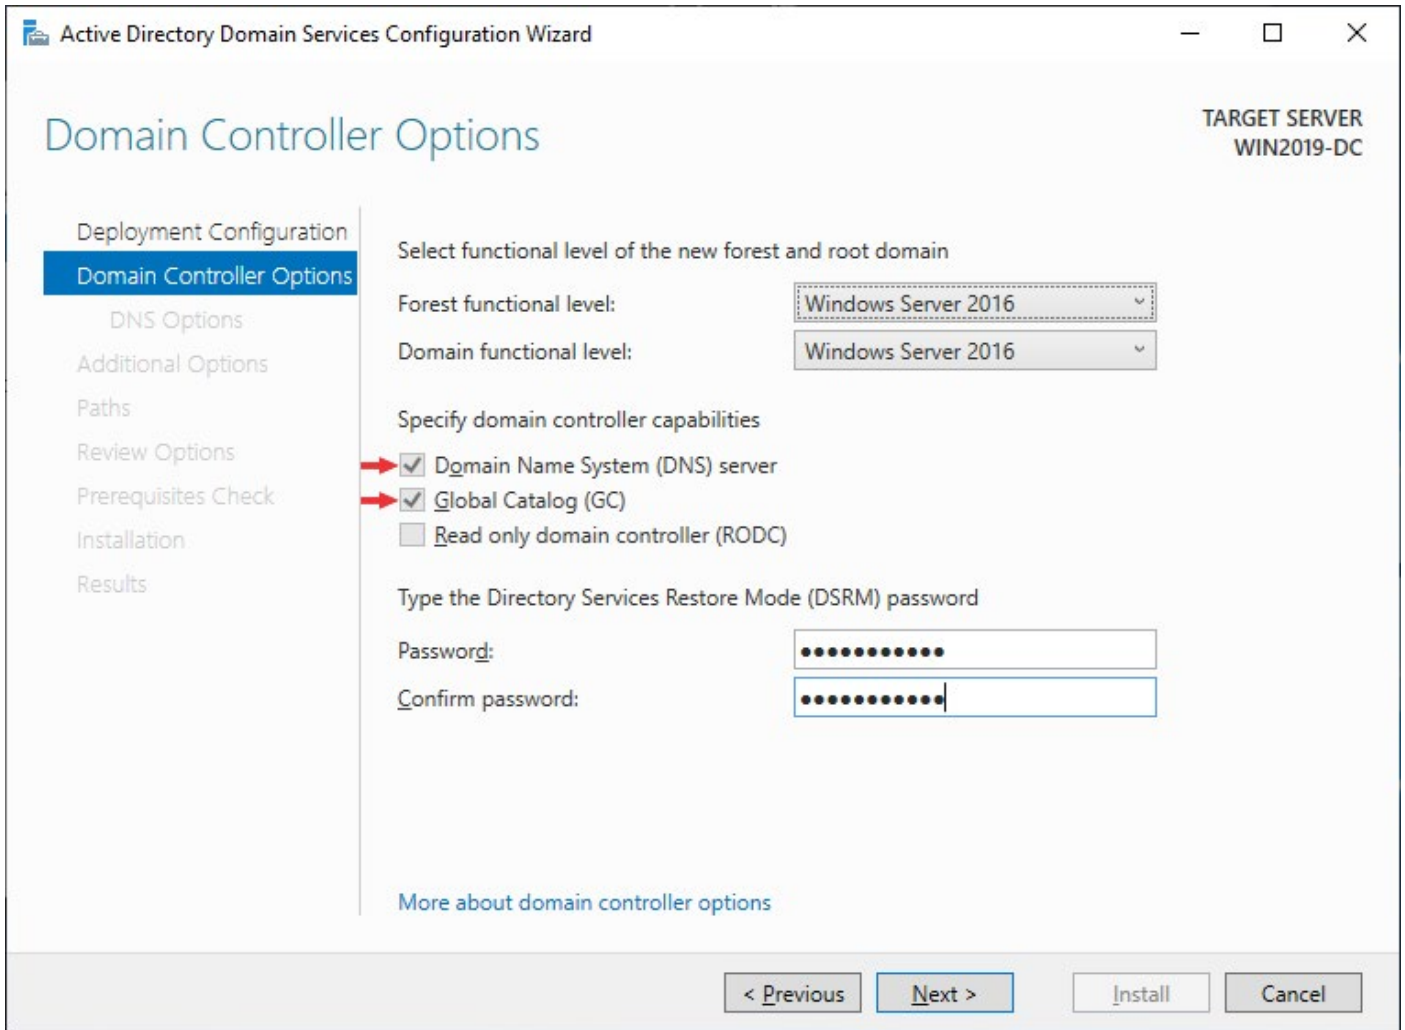 Active Directory Domain Services Configuration Wizard
Domain Controller Options
TARGET SERVER
WIN2019-DC
Deployment Configuration
Domain Controller Options
DNS Options
Additional Options
Paths
Review Options
Prerequisites Check
Installation
Results
Select functional level of the new forest and root domain
Forest functional level: Windows Server 2016
Domain functional level: Windows Server 2016
Specify domain controller capabilities
Domain Name System (DNS) server
Global Catalog (GC)
Read only domain controller (RODC)
Type the Directory Services Restore Mode (DSRM) password
Password: ●●●●●●●●●●●
Confirm password: ●●●●●●●●●●●
More about domain controller options
< Previous Next > Install Cancel